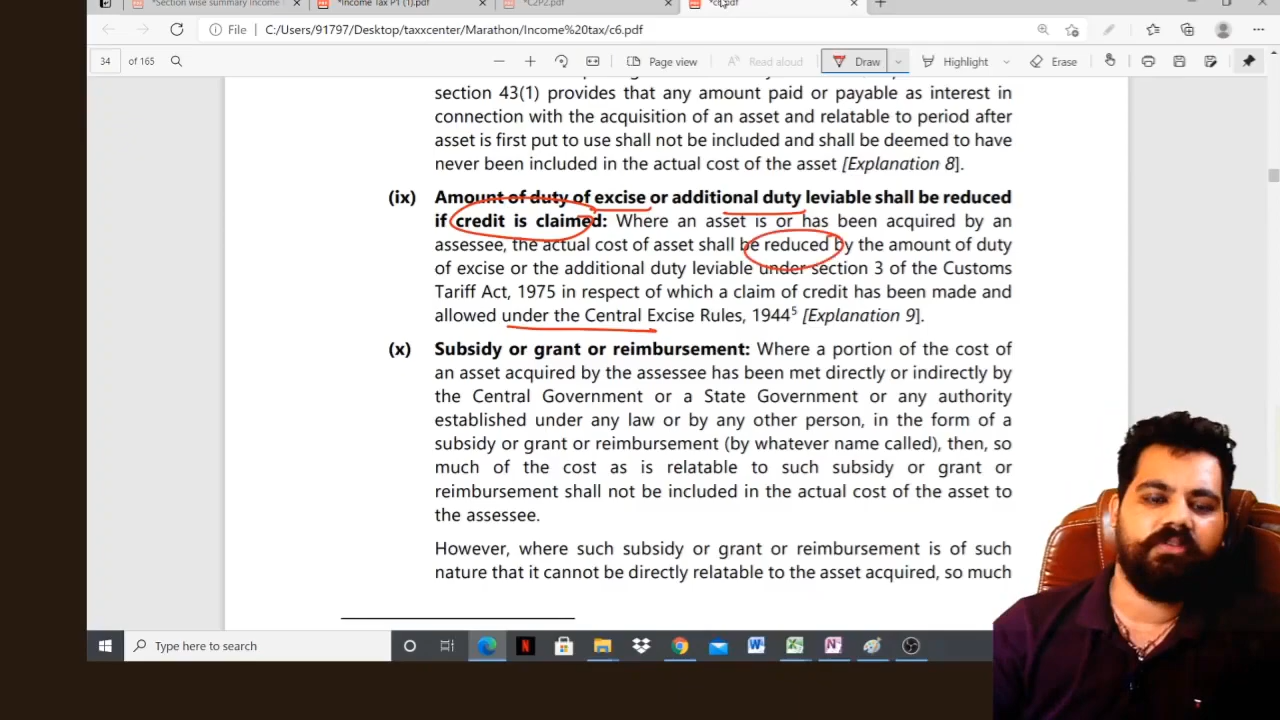 *Section wise summary Income T
*Income Tax P1 (1).pdf
*C2P2.pdf
File
C:/Users/91797/Desktop/taxxcenter/Marathon/Income%20tax/c6.pdf
34 of 165
Page view
Read aloud
Draw
Highlight
Erase
section 43(1) provides that any amount paid or payable as interest in
connection with the acquisition of an asset and relatable to period after
asset is first put to use shall not be included and shall be deemed to have
never been included in the actual cost of the asset [Explanation 8].
(ix) Amount of duty of excise or additional duty leviable shall be reduced
if credit is claimed: Where an asset is or has been acquired by an
assessee, the actual cost of asset shall be reduced by the amount of duty
of excise or the additional duty leviable under section 3 of the Customs
Tariff Act, 1975 in respect of which a claim of credit has been made and
allowed under the Central Excise Rules, 1944⁵ [Explanation 9].
(x) Subsidy or grant or reimbursement: Where a portion of the cost of
an asset acquired by the assessee has been met directly or indirectly by
the Central Government or a State Government or any authority
established under any law or by any other person, in the form of a
subsidy or grant or reimbursement (by whatever name called), then, so
much of the cost as is relatable to such subsidy or grant or
reimbursement shall not be included in the actual cost of the asset to
the assessee.
However, where such subsidy or grant or reimbursement is of such
nature that it cannot be directly relatable to the asset acquired, so much
Type here to search